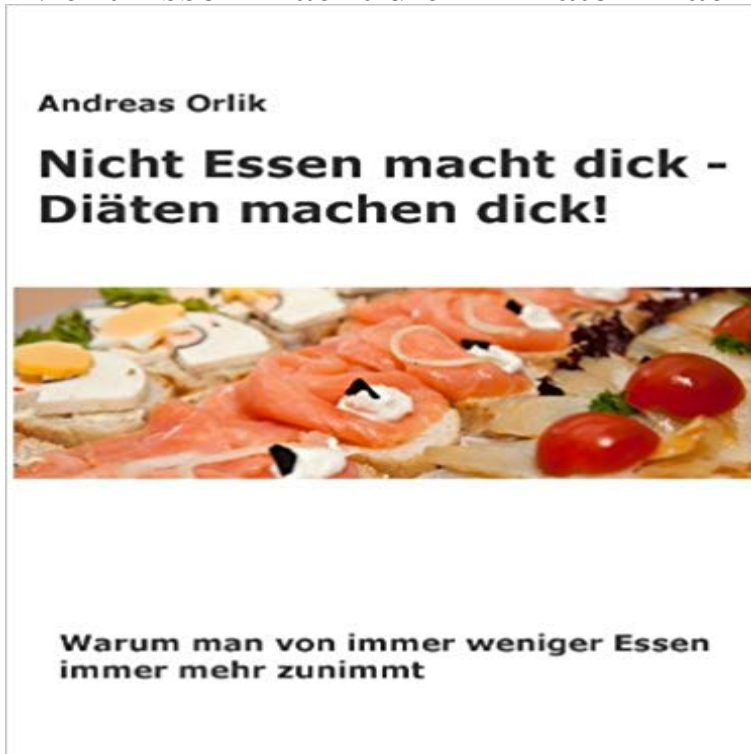 Andreas Orlik
Nicht Essen macht dick -
Diäten machen dick!
Warum man von immer weniger Essen
immer mehr zunimmt